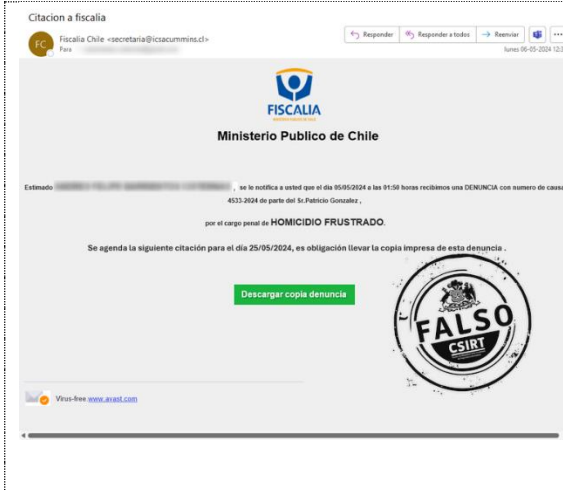 Citacion a fiscalia
FC
Fiscalia Chile <secretaria@icsacummins.cl>
Para
Responder
Responder a todos
Reenviar
lunes 06-05-2024 12:3
FISCALIA
Ministerio Publico de Chile
Estimado , se le notifica a usted que el dia 05/05/2024 a las 01:50 horas recibimos una DENUNCIA con numero de causa
4533-2024 de parte del Sr.Patricio Gonzalez ,
por el cargo penal de HOMICIDIO FRUSTRADO.
Se agenda la siguiente citación para el día 25/05/2024, es obligación llevar la copia impresa de esta denuncia .
Descargar copia denuncia
FALSO
CSIRT
Virus-free.www.avast.com